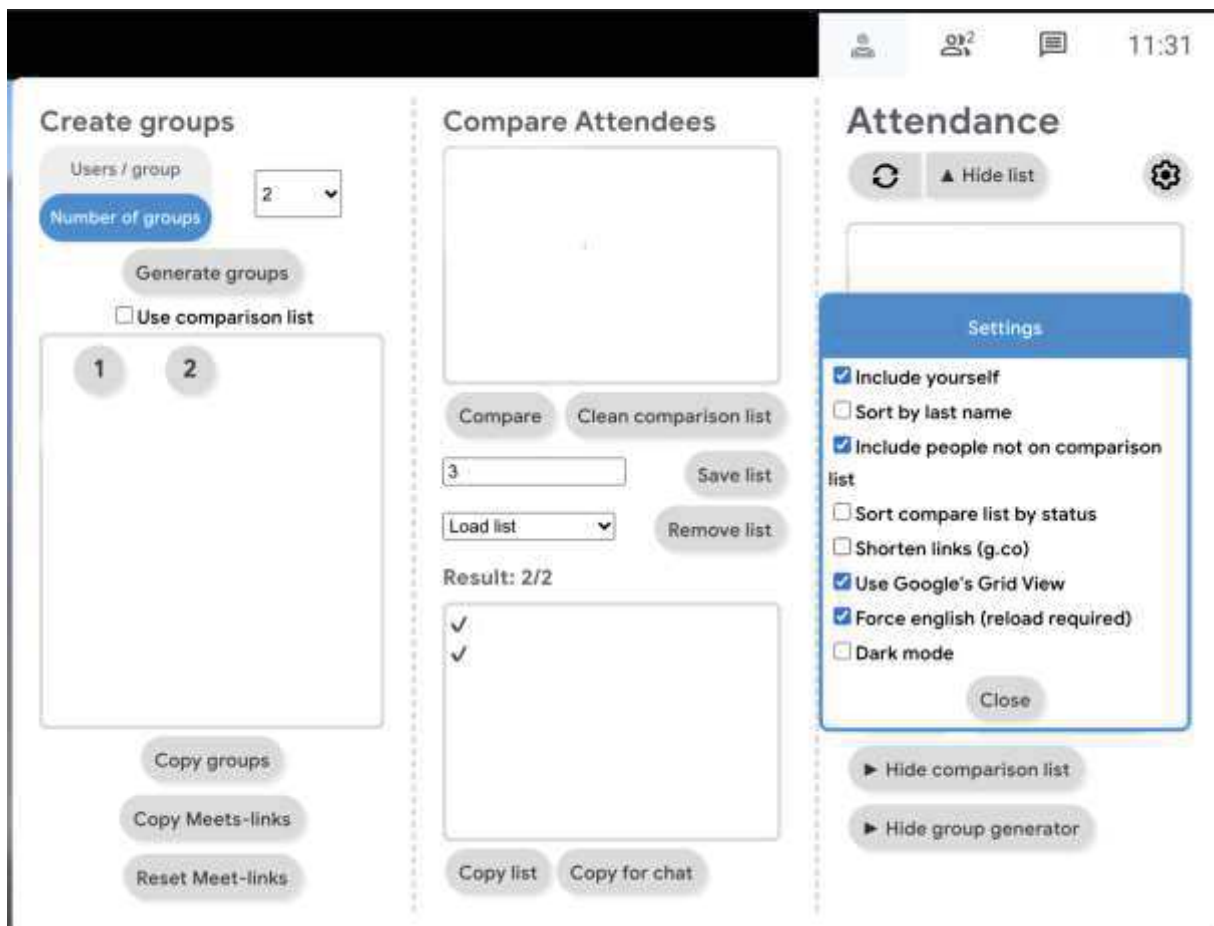 2
11:31
Create groups
Users / group
Number of groups
2
Generate groups
Use comparison list
1
2
Copy groups
Copy Meets-links
Reset Meet-links
Compare Attendees
Compare
Clean comparison list
3
Save list
Load list
Remove list
Result: 2/2
Copy list
Copy for chat
Attendance
▲ Hide list
Settings
Include yourself
Sort by last name
Include people not on comparison
list
Sort compare list by status
Shorten links (g.co)
Use Google's Grid View
Force english (reload required)
Dark mode
Close
► Hide comparison list
► Hide group generator